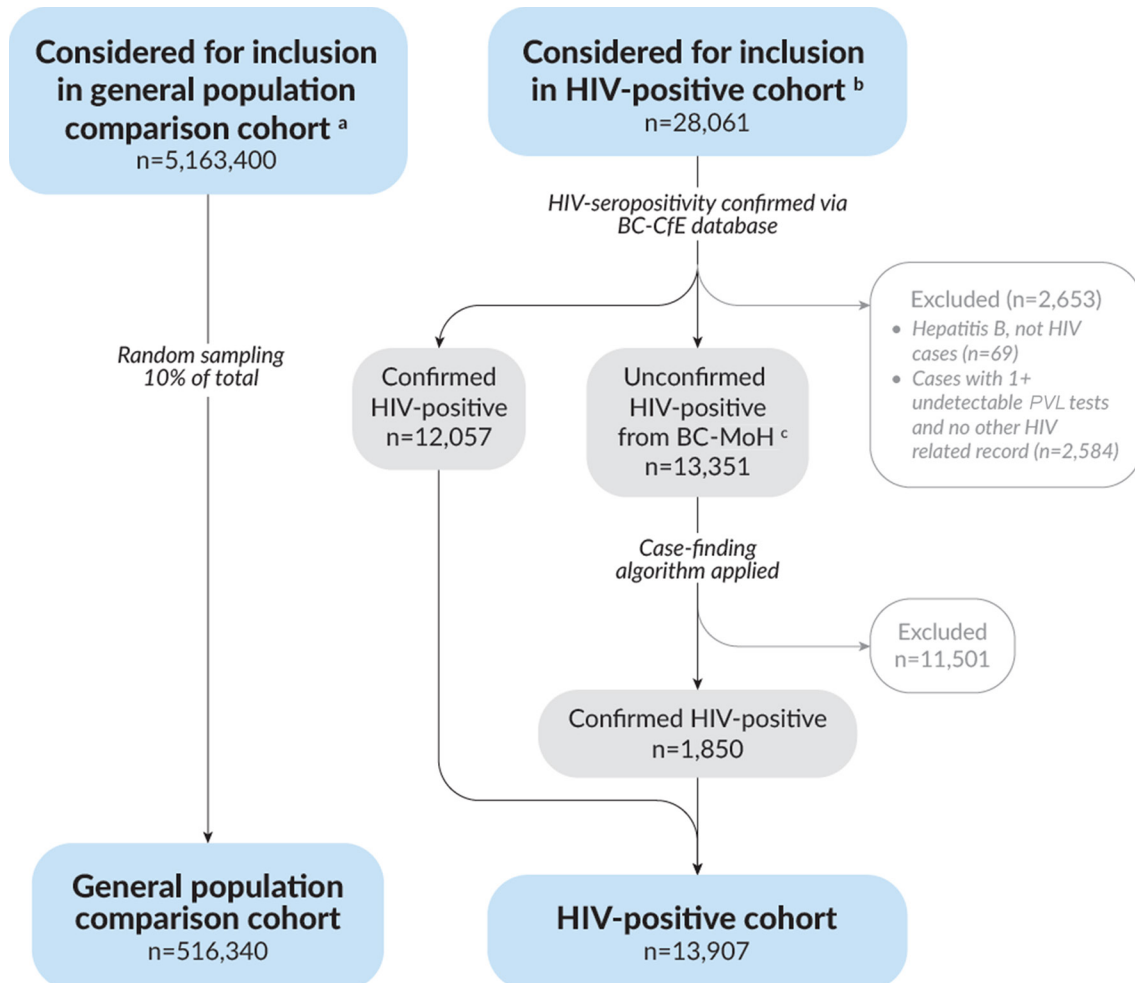 Considered for inclusion
in general population
comparison cohort ᵃ
n=5,163,400
Considered for inclusion
in HIV-positive cohort ᵇ
n=28,061
HIV-seropositivity confirmed via
BC-CfE database
Excluded (n=2,653)
• Hepatitis B, not HIV
cases (n=69)
• Cases with 1+
undetectable PVL tests
and no other HIV
related record (n=2,584)
Random sampling
10% of total
Confirmed
HIV-positive
n=12,057
Unconfirmed
HIV-positive
from BC-MoH ᶜ
n=13,351
Case-finding
algorithm applied
Excluded
n=11,501
Confirmed HIV-positive
n=1,850
General population
comparison cohort
n=516,340
HIV-positive cohort
n=13,907